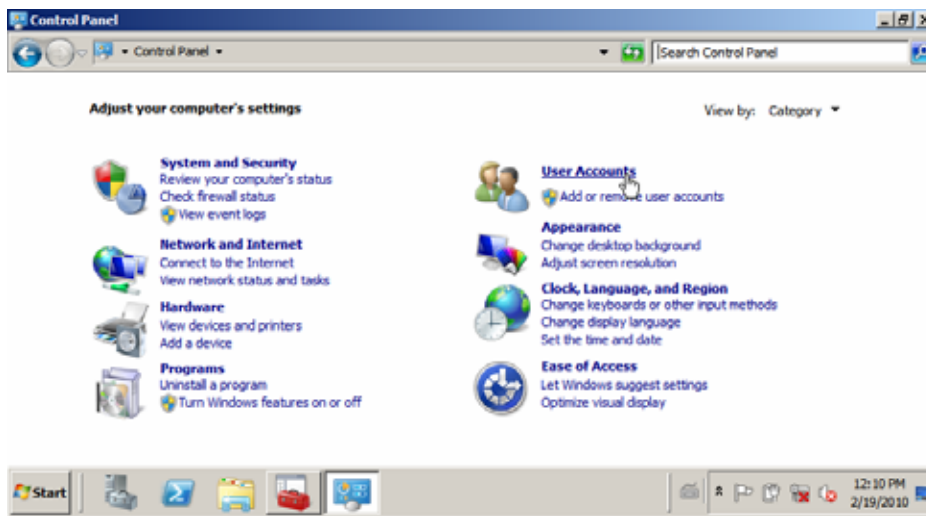 Control Panel
Control Panel
Search Control Panel
Adjust your computer's settings
View by: Category
System and Security
Review your computer's status
Check firewall status
View event logs
Network and Internet
Connect to the Internet
View network status and tasks
Hardware
View devices and printers
Add a device
Programs
Uninstall a program
Turn Windows features on or off
User Accounts
Add or remove user accounts
Appearance
Change desktop background
Adjust screen resolution
Clock, Language, and Region
Change keyboards or other input methods
Change display language
Set the time and date
Ease of Access
Let Windows suggest settings
Optimize visual display
Start
12:10 PM
2/19/2010